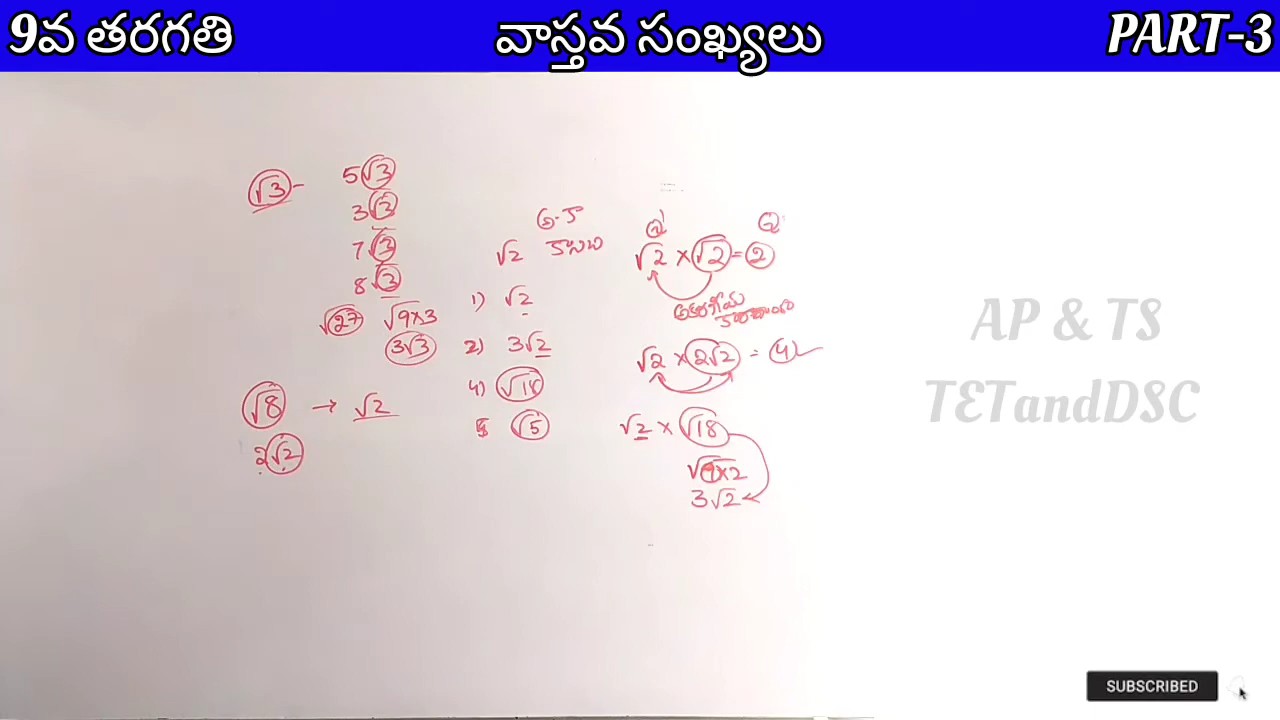 9వ తరగతి
వాస్తవ సంఖ్యలు
PART-3
√3 -
5√3
3√3
7√3
8√3
√27 √9×3
3√3
√8 → √2
2√2
అ.కా
√2
1) √2
2) 3√2
4) √18
√5
√2 × √2 = 2
√2 × 2√2 = 4
√2 × √18
√9×2
3√2
AP & TS
TETandDSC
SUBSCRIBED